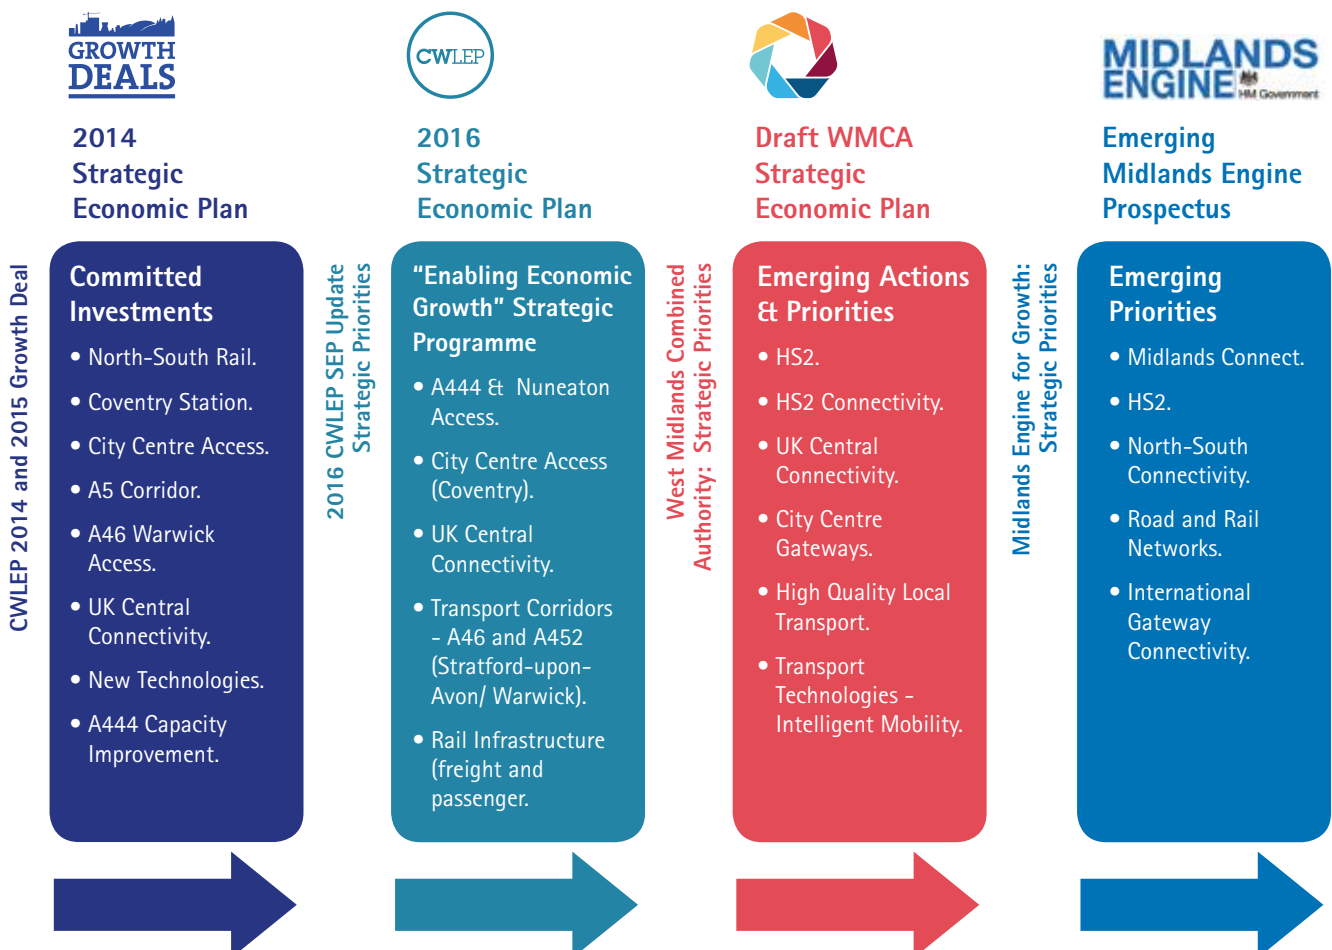 GROWTH
DEALS
2014
Strategic
Economic Plan
CWLEP 2014 and 2015 Growth Deal
Committed
Investments
• North-South Rail.
• Coventry Station.
• City Centre Access.
• A5 Corridor.
• A46 Warwick
Access.
• UK Central
Connectivity.
• New Technologies.
• A444 Capacity
Improvement.
CWLEP
2016
Strategic
Economic Plan
2016 CWLEP SEP Update
Strategic Priorities
“Enabling Economic
Growth” Strategic
Programme
• A444 & Nuneaton
Access.
• City Centre Access
(Coventry).
• UK Central
Connectivity.
• Transport Corridors
- A46 and A452
(Stratford-upon-
Avon/ Warwick).
• Rail Infrastructure
(freight and
passenger.
Draft WMCA
Strategic
Economic Plan
West Midlands Combined
Authority: Strategic Priorities
Emerging Actions
& Priorities
• HS2.
• HS2 Connectivity.
• UK Central
Connectivity.
• City Centre
Gateways.
• High Quality Local
Transport.
• Transport
Technologies -
Intelligent Mobility.
MIDLANDS
ENGINE
HM Government
Emerging
Midlands Engine
Prospectus
Midlands Engine for Growth:
Strategic Priorities
Emerging
Priorities
• Midlands Connect.
• HS2.
• North-South
Connectivity.
• Road and Rail
Networks.
• International
Gateway
Connectivity.